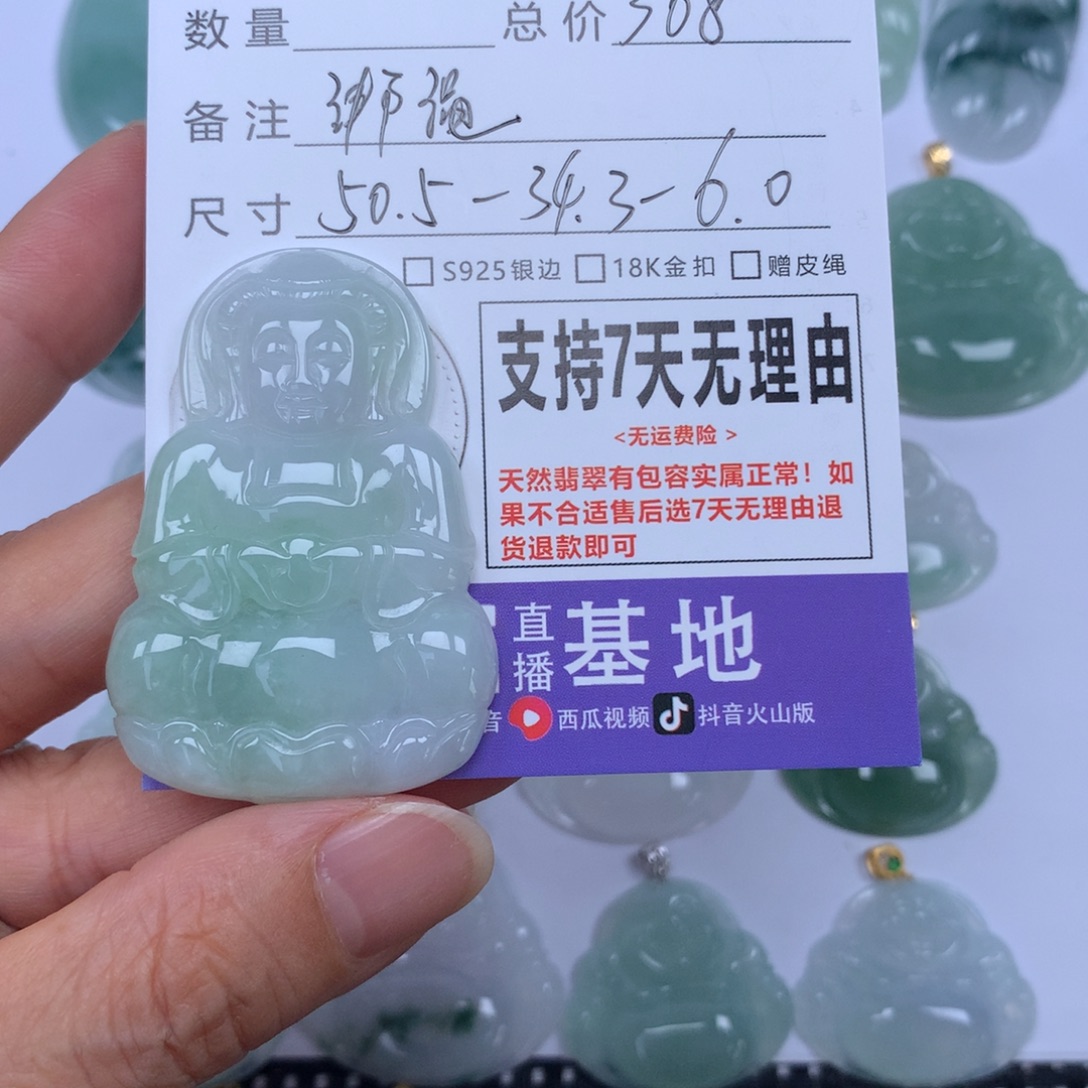 数量 总价 508
备注 绑绳
尺寸 50.5-34.3-6.0
S925银边 18K金扣 赠皮绳
支持7天无理由
<无运费险>
天然翡翠有包容实属正常！如
果不合适售后选7天无理由退
货退款即可
直播 基地
音 西瓜视频 抖音火山版